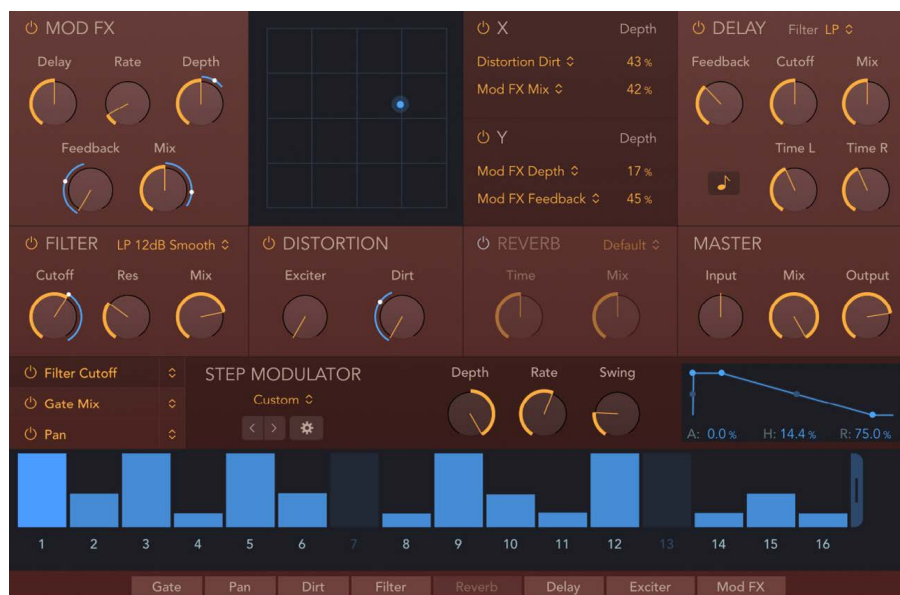 MOD FX
Delay Rate Depth
Feedback Mix
X Depth
Distortion Dirt 43 %
Mod FX Mix 42 %
Y Depth
Mod FX Depth 17 %
Mod FX Feedback 45 %
DELAY Filter LP
Feedback Cutoff Mix
Time L Time R
FILTER LP 12dB Smooth
Cutoff Res Mix
DISTORTION
Exciter Dirt
REVERB Default
Time Mix
MASTER
Input Mix Output
Filter Cutoff
Gate Mix
Pan
STEP MODULATOR
Custom
Depth Rate Swing
A: 0.0 % H: 14.4 % R: 75.0 %
1 2 3 4 5 6 7 8 9 10 11 12 13 14 15 16
Gate Pan Dirt Filter Reverb Delay Exciter Mod FX